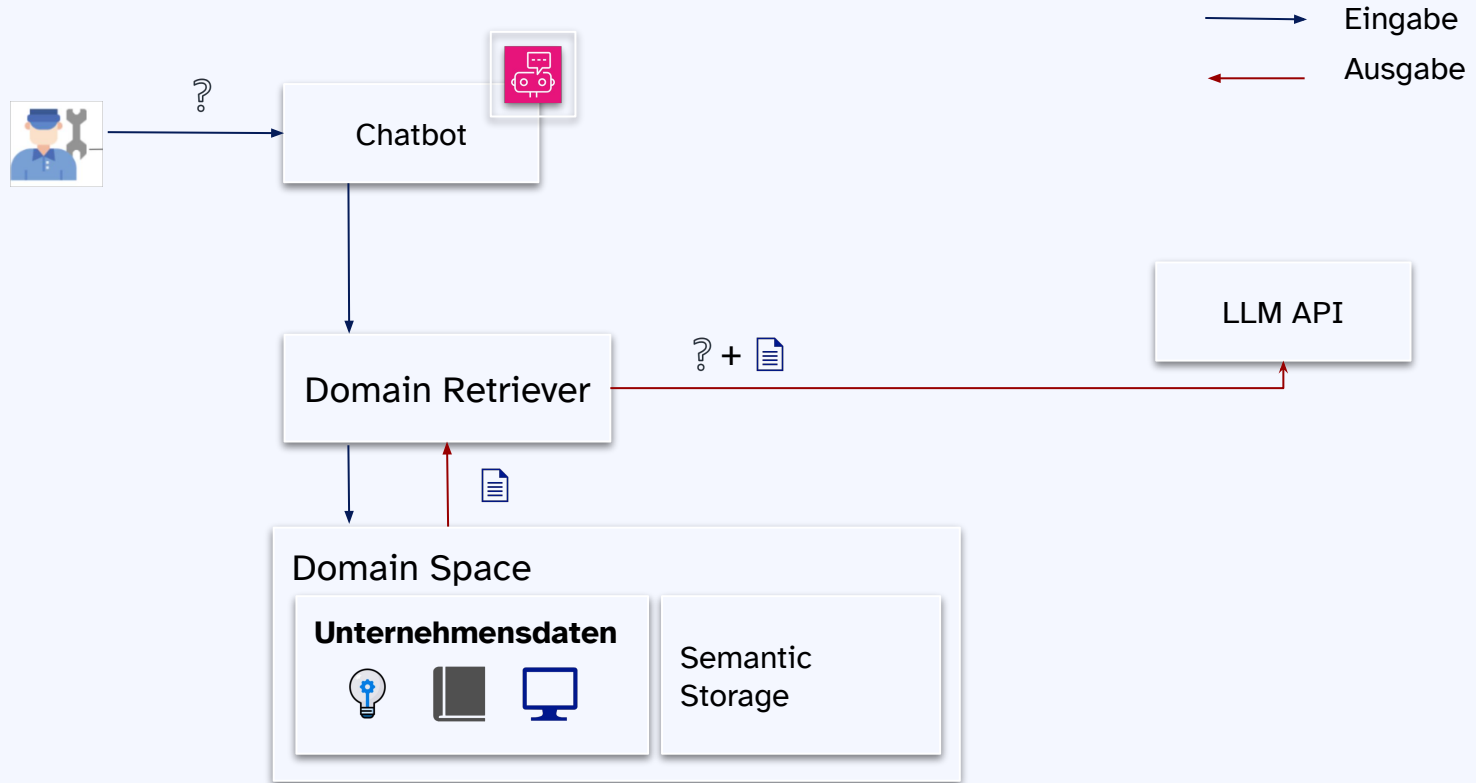 Eingabe
Ausgabe
?
Chatbot
LLM API
? +
Domain Retriever
Domain Space
Unternehmensdaten
Semantic
Storage